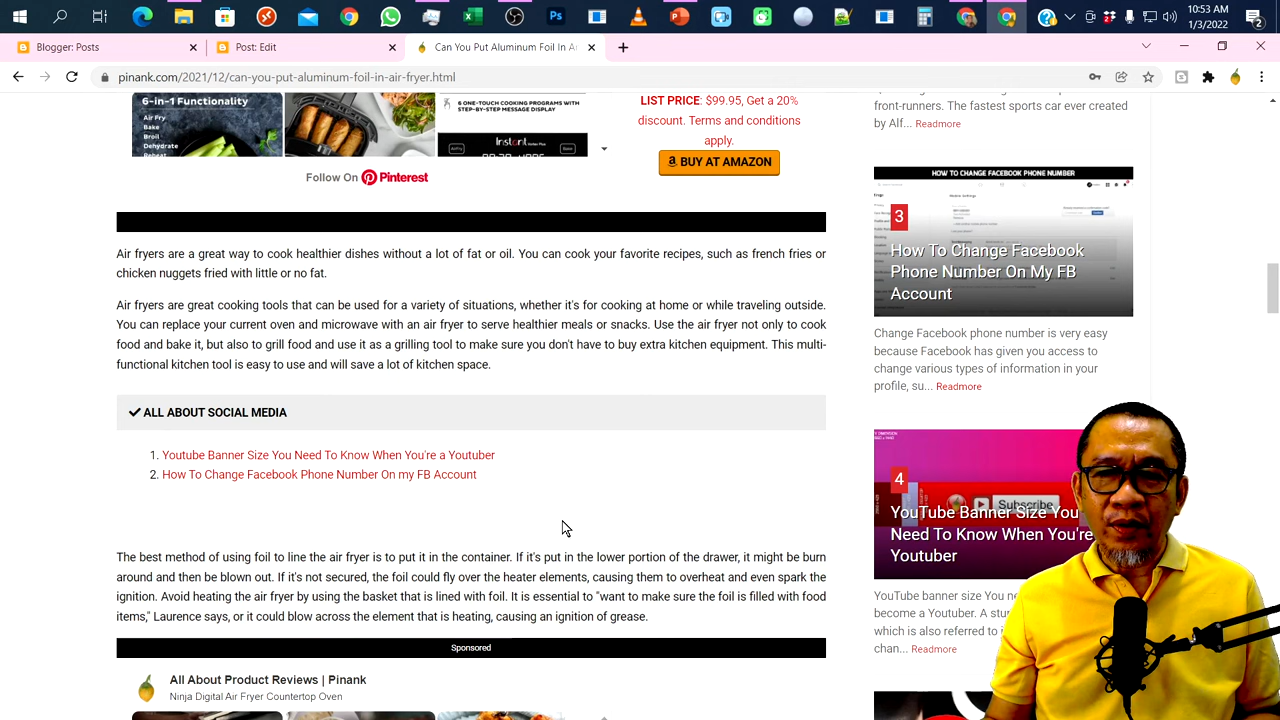 10:53 AM
1/3/2022
2
Blogger: Posts
Post: Edit
Can You Put Aluminum Foil In Ai
pinank.com/2021/12/can-you-put-aluminum-foil-in-air-fryer.html
6-in-1 Functionality
Air Fry
Bake
Broil
Dehydrate
Reheat
6 ONE-TOUCH COOKING PROGRAMS WITH
STEP-BY-STEP MESSAGE DISPLAY
Instant
LIST PRICE: $99.95, Get a 20%
discount. Terms and conditions
apply.
BUY AT AMAZON
Follow On Pinterest
Air fryers are a great way to cook healthier dishes without a lot of fat or oil. You can cook your favorite recipes, such as french fries or
chicken nuggets fried with little or no fat.
Air fryers are great cooking tools that can be used for a variety of situations, whether it's for cooking at home or while traveling outside.
You can replace your current oven and microwave with an air fryer to serve healthier meals or snacks. Use the air fryer not only to cook
food and bake it, but also to grill food and use it as a grilling tool to make sure you don't have to buy extra kitchen equipment. This multi-
functional kitchen tool is easy to use and will save a lot of kitchen space.
ALL ABOUT SOCIAL MEDIA
1. Youtube Banner Size You Need To Know When You're a Youtuber
2. How To Change Facebook Phone Number On my FB Account
The best method of using foil to line the air fryer is to put it in the container. If it's put in the lower portion of the drawer, it might be burn
around and then be blown out. If it's not secured, the foil could fly over the heater elements, causing them to overheat and even spark the
ignition. Avoid heating the air fryer by using the basket that is lined with foil. It is essential to "want to make sure the foil is filled with food
items," Laurence says, or it could blow across the element that is heating, causing an ignition of grease.
Sponsored
All About Product Reviews | Pinank
Ninja Digital Air Fryer Countertop Oven
front-runners. The fastest sports car ever created
by Alf... Readmore
HOW TO CHANGE FACEBOOK PHONE NUMBER
3
How To Change Facebook
Phone Number On My FB
Account
Change Facebook phone number is very easy
because Facebook has given you access to
change various types of information in your
profile, su... Readmore
4
Subscribe
YouTube Banner Size You
Need To Know When You're
Youtuber
YouTube banner size You ne
become a Youtuber. A stu
which is also referred to i
chan... Readmore